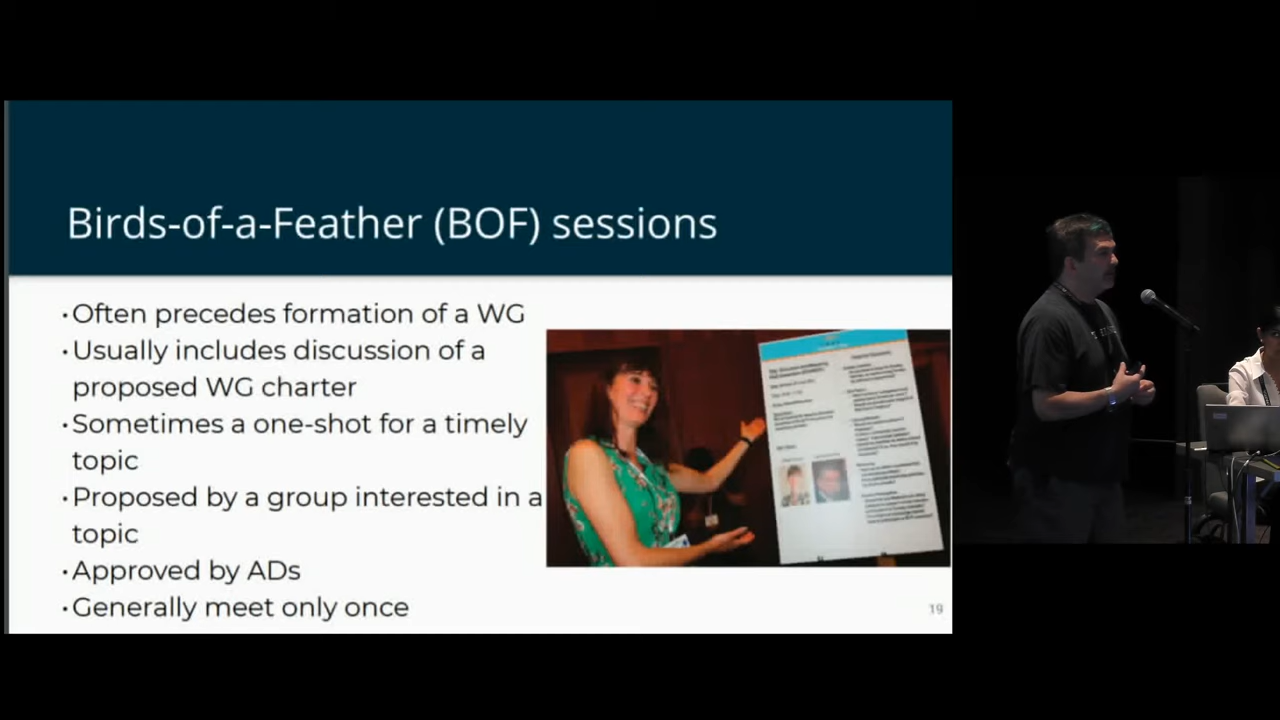 Birds-of-a-Feather (BOF) sessions
·Often precedes formation of a WG
·Usually includes discussion of a
proposed WG charter
·Sometimes a one-shot for a timely
topic
·Proposed by a group interested in a
topic
·Approved by ADs
·Generally meet only once
19